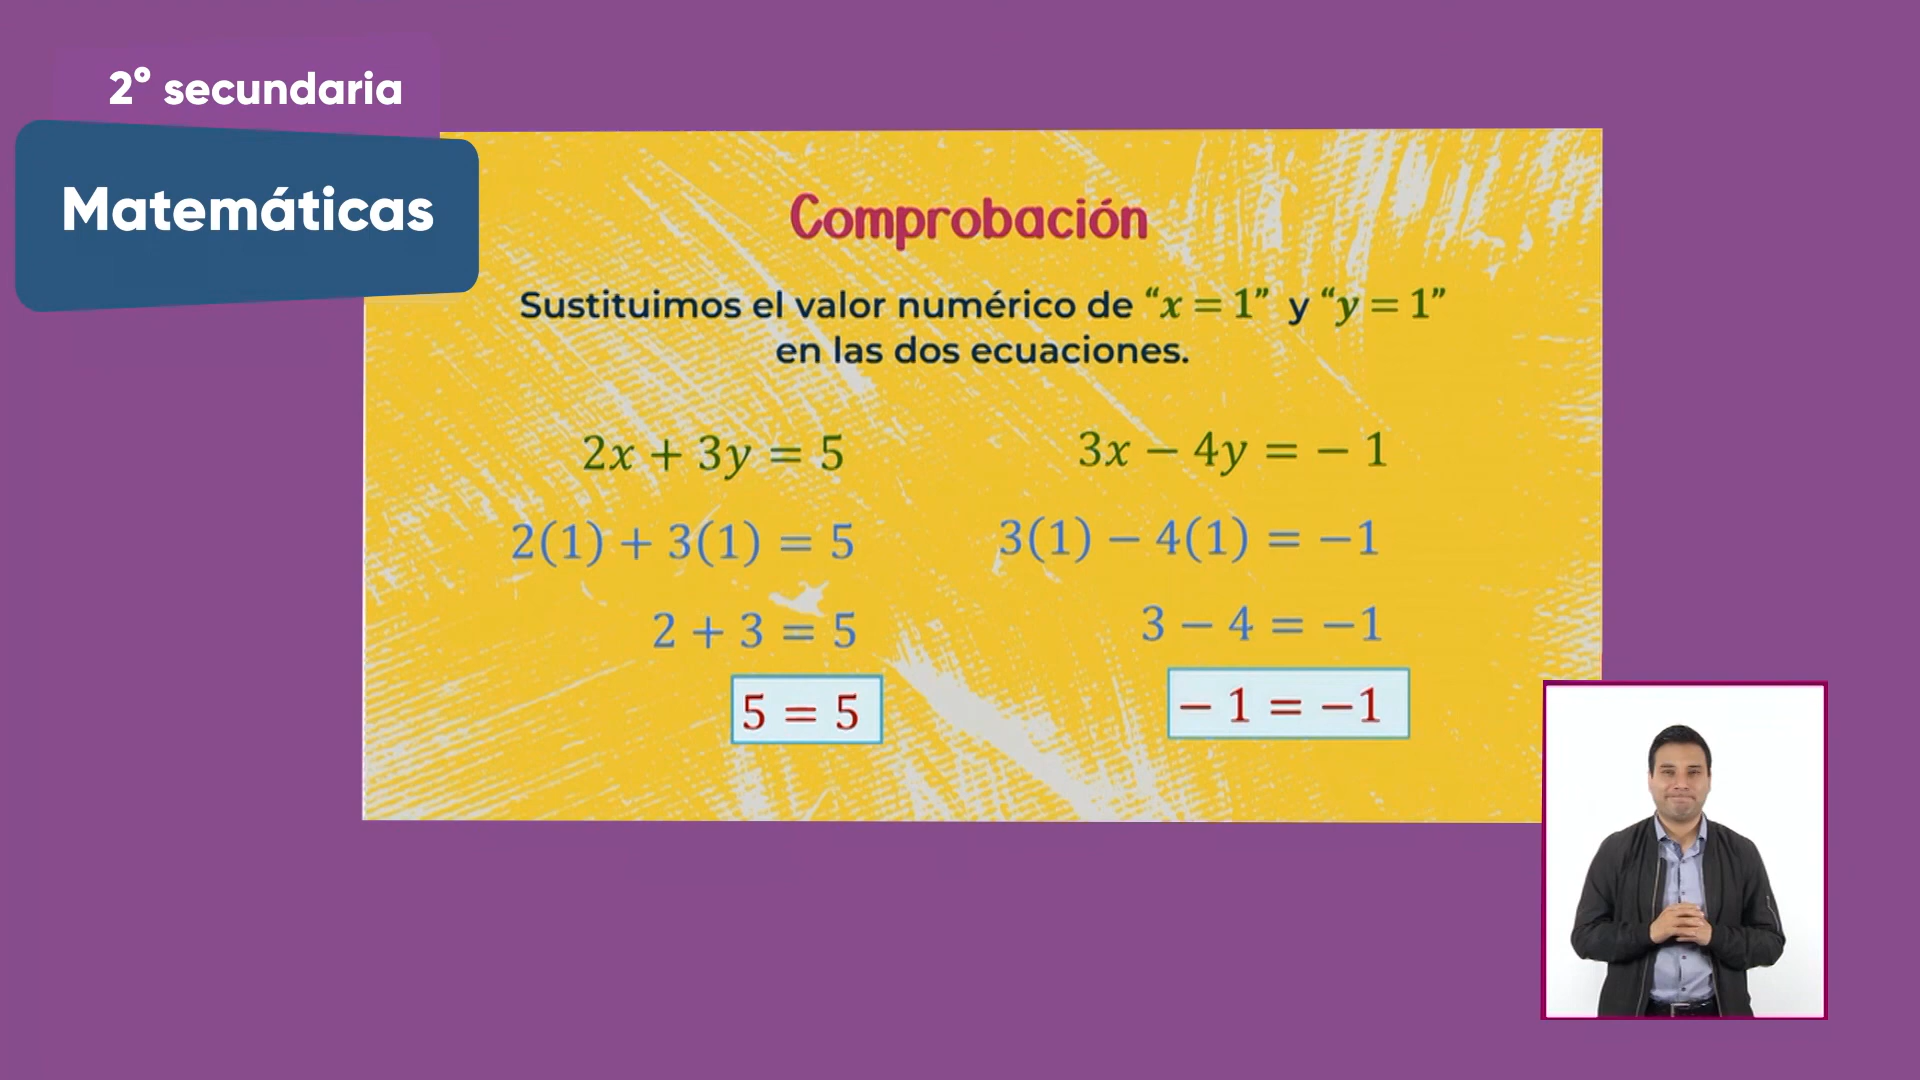 2° secundaria
Matemáticas
Comprobación
Sustituimos el valor numérico de “x = 1” y “y = 1”
en las dos ecuaciones.
2x + 3y = 5
2(1) + 3(1) = 5
2 + 3 = 5
5 = 5
3x − 4y = − 1
3(1) − 4(1) = −1
3 − 4 = −1
− 1 = −1